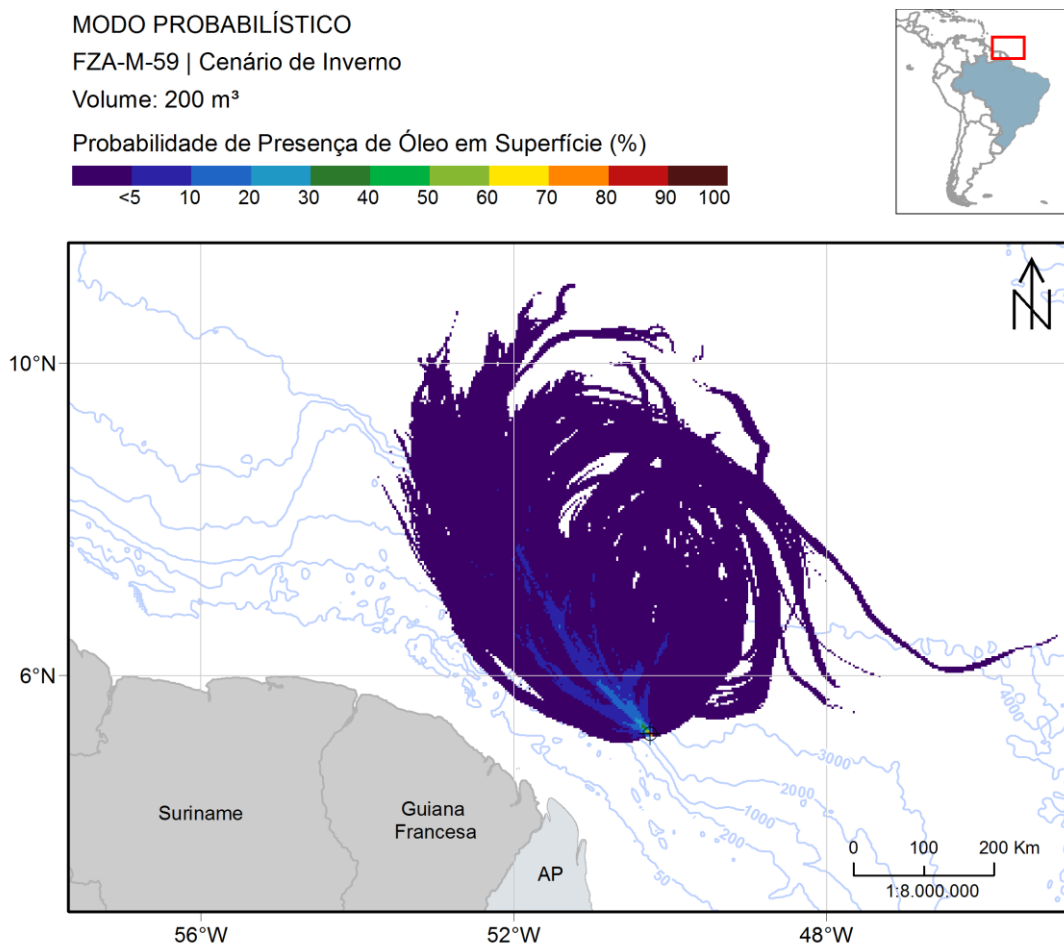 MODO PROBABILÍSTICO
FZA-M-59 | Cenário de Inverno
Volume: 200 m³
Probabilidade de Presença de Óleo em Superfície (%)
<5 10 20 30 40 50 60 70 80 90 100
N
10°N
6°N
4000
3000
2000
1000
50
Suriname
Guiana
Francesa
AP
0 100 200 Km
1:8.000.000
56°W 52°W 48°W